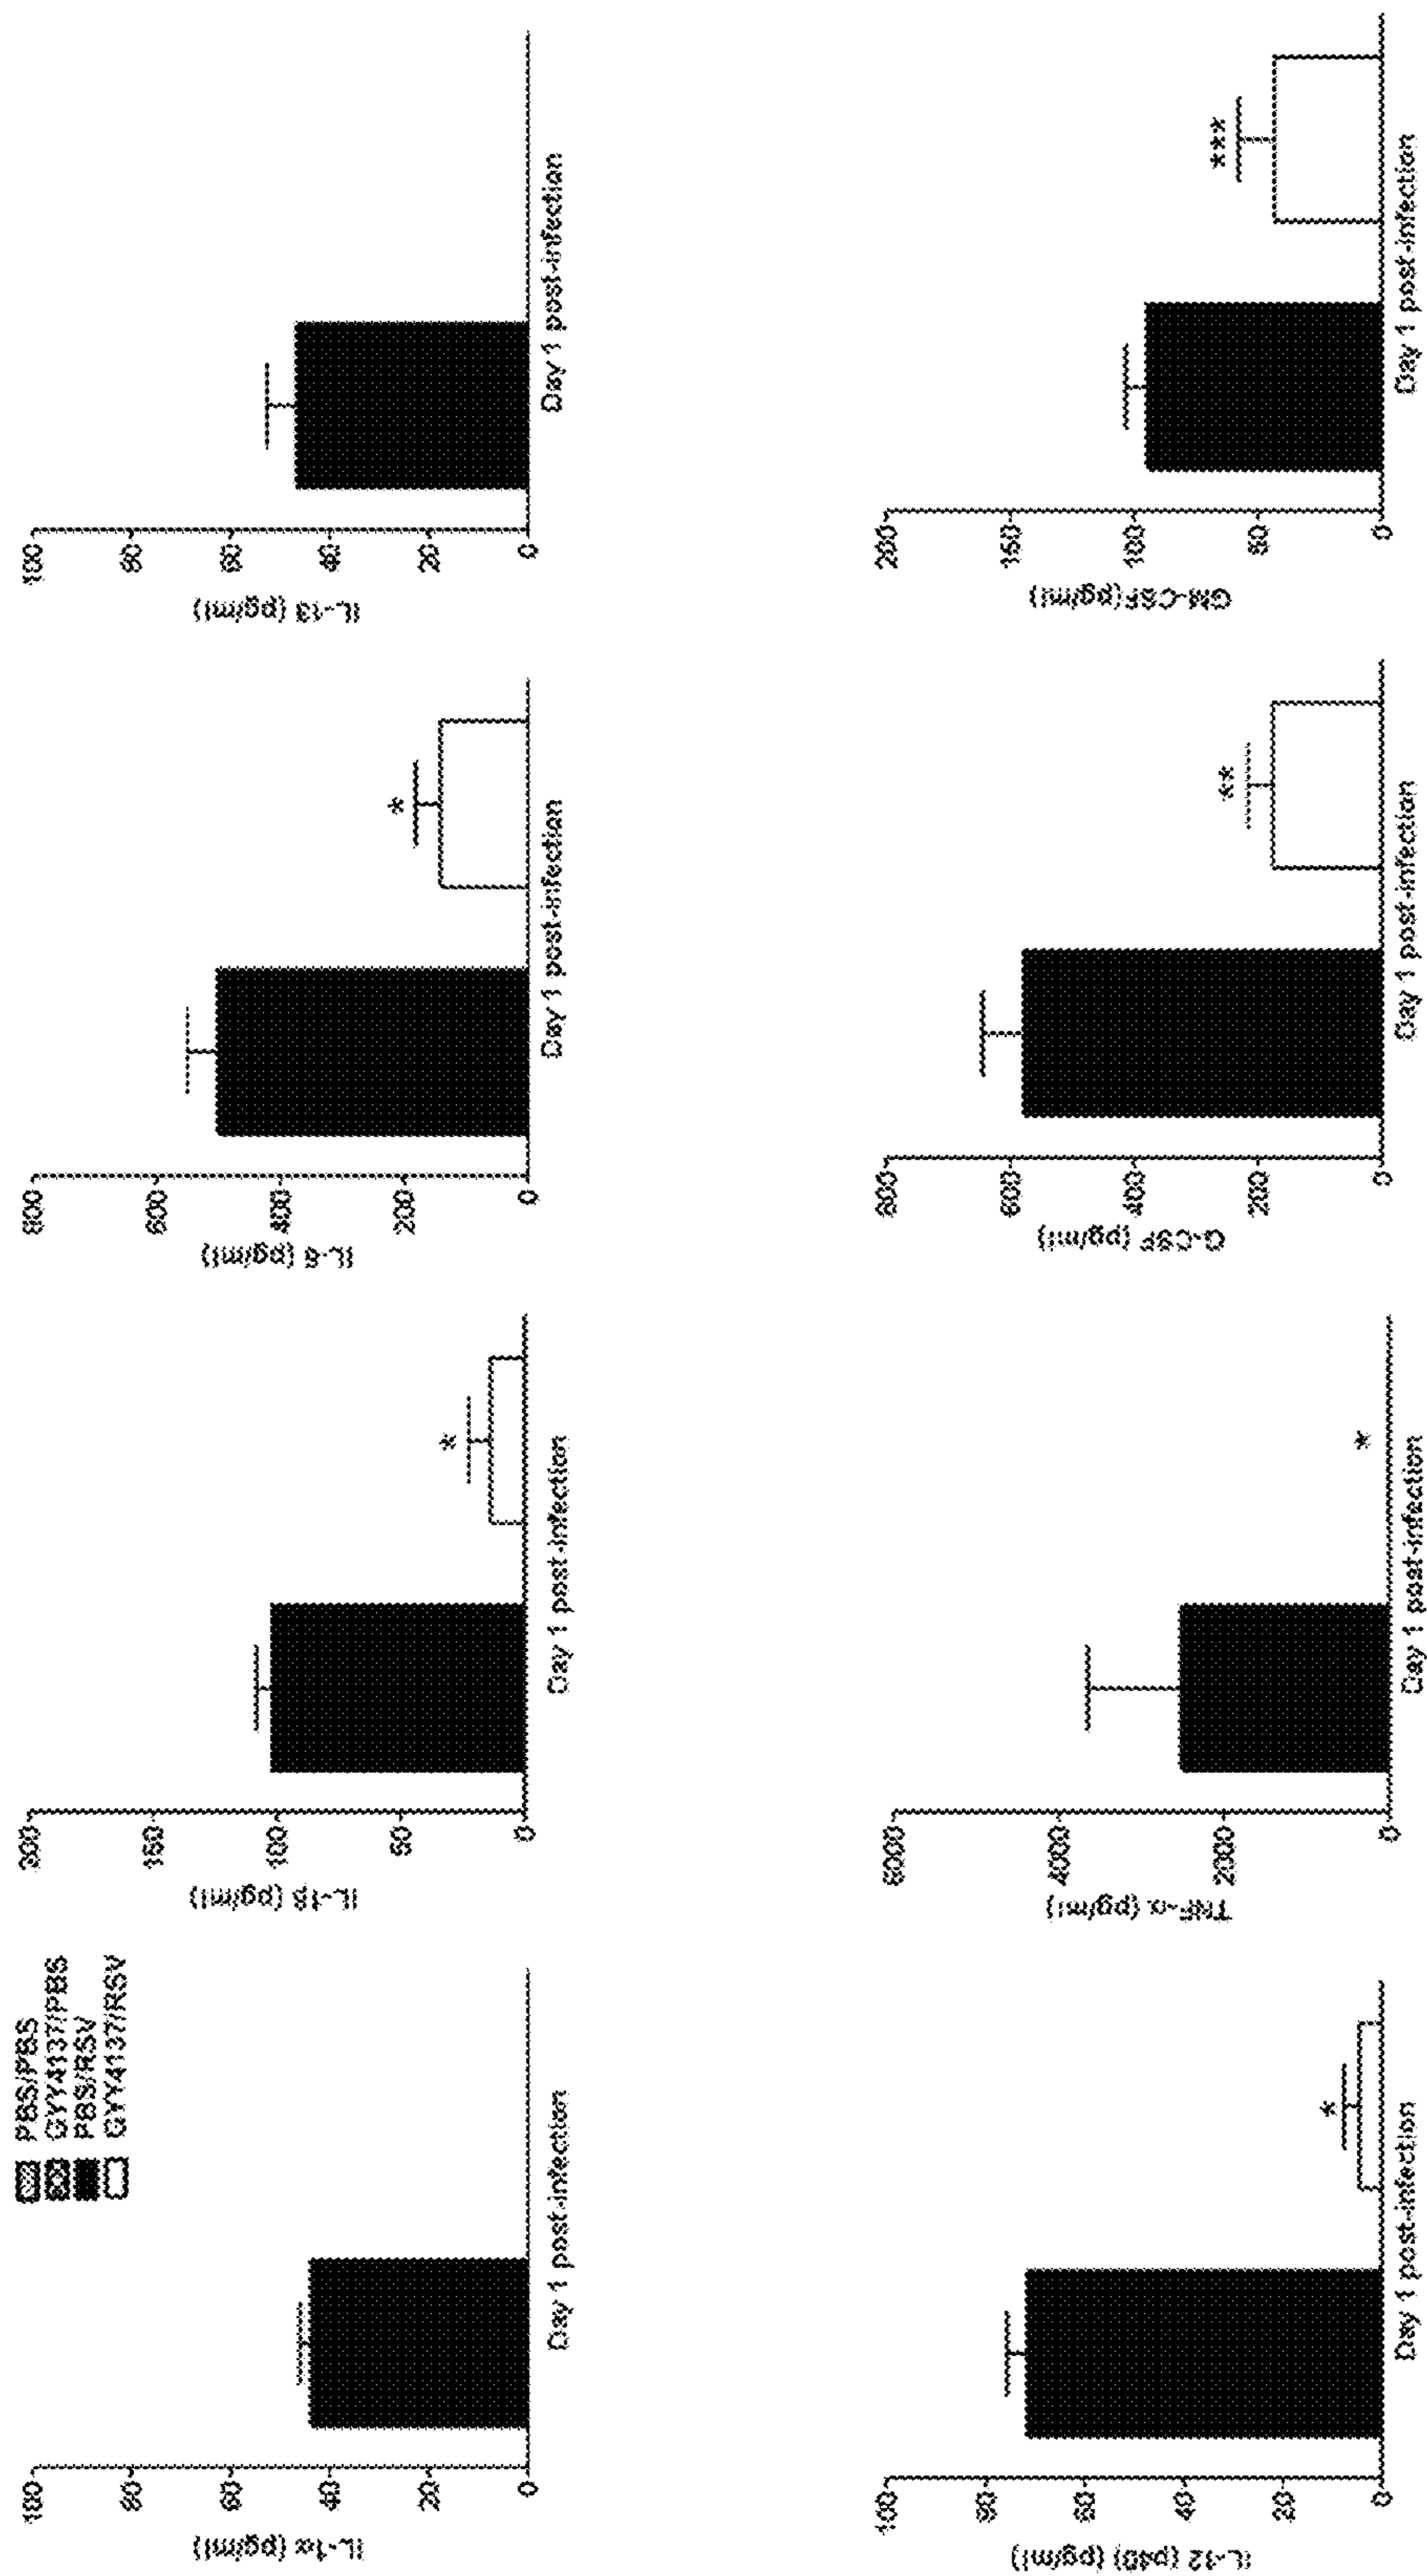 PBS/PBS
GYY4137/PBS
PBS/RSV
GYY4137/RSV
IL-1α (pg/ml)
100
80
60
40
20
0
Day 1 post-infection
IL-1β (pg/ml)
200
150
100
50
0
*
Day 1 post-infection
IL-6 (pg/ml)
800
600
400
200
0
*
Day 1 post-infection
IL-13 (pg/ml)
100
80
60
40
20
0
Day 1 post-infection
IL-12 (p40) (pg/ml)
100
80
60
40
20
0
*
Day 1 post-infection
TNF-α (pg/ml)
6000
4000
2000
0
*
Day 1 post-infection
G-CSF (pg/ml)
800
600
400
200
0
**
Day 1 post-infection
GM-CSF(pg/ml)
200
150
100
50
0
***
Day 1 post-infection